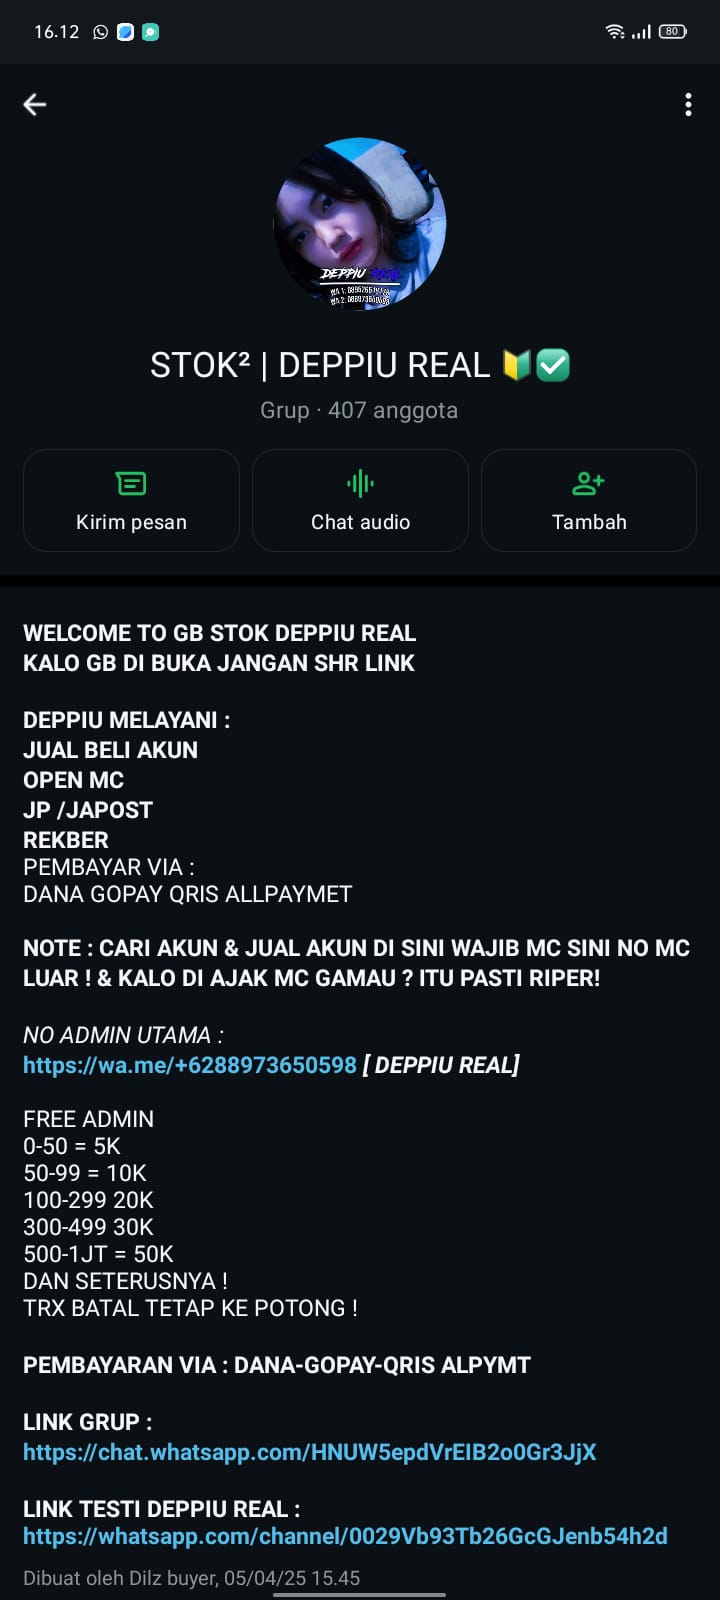 16.12
80
DEPPIU REAL
STOK² | DEPPIU REAL 🔰✅
Grup · 407 anggota
Kirim pesan
Chat audio
Tambah
WELCOME TO GB STOK DEPPIU REAL
KALO GB DI BUKA JANGAN SHR LINK
DEPPIU MELAYANI :
JUAL BELI AKUN
OPEN MC
JP /JAPOST
REKBER
PEMBAYAR VIA :
DANA GOPAY QRIS ALLPAYMET
NOTE : CARI AKUN & JUAL AKUN DI SINI WAJIB MC SINI NO MC
LUAR ! & KALO DI AJAK MC GAMAU ? ITU PASTI RIPER!
NO ADMIN UTAMA :
https://wa.me/+6288973650598 [ DEPPIU REAL]
FREE ADMIN
0-50 = 5K
50-99 = 10K
100-299 20K
300-499 30K
500-1JT = 50K
DAN SETERUSNYA !
TRX BATAL TETAP KE POTONG !
PEMBAYARAN VIA : DANA-GOPAY-QRIS ALPYMT
LINK GRUP :
https://chat.whatsapp.com/HNUW5epdVrEIB2o0Gr3JjX
LINK TESTI DEPPIU REAL :
https://whatsapp.com/channel/0029Vb93Tb26GcGJenb54h2d
Dibuat oleh Dilz buyer, 05/04/25 15.45